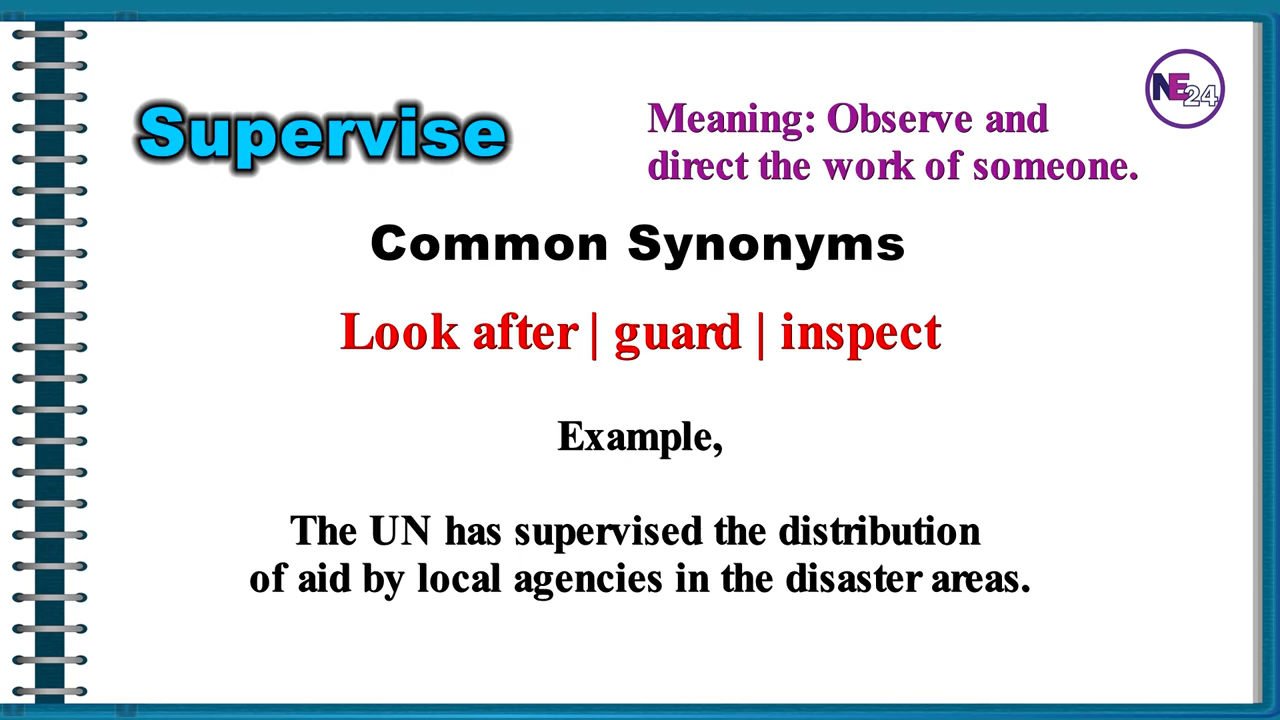 Supervise
Meaning: Observe and
direct the work of someone.
NE24
Common Synonyms
Look after | guard | inspect
Example,
The UN has supervised the distribution
of aid by local agencies in the disaster areas.